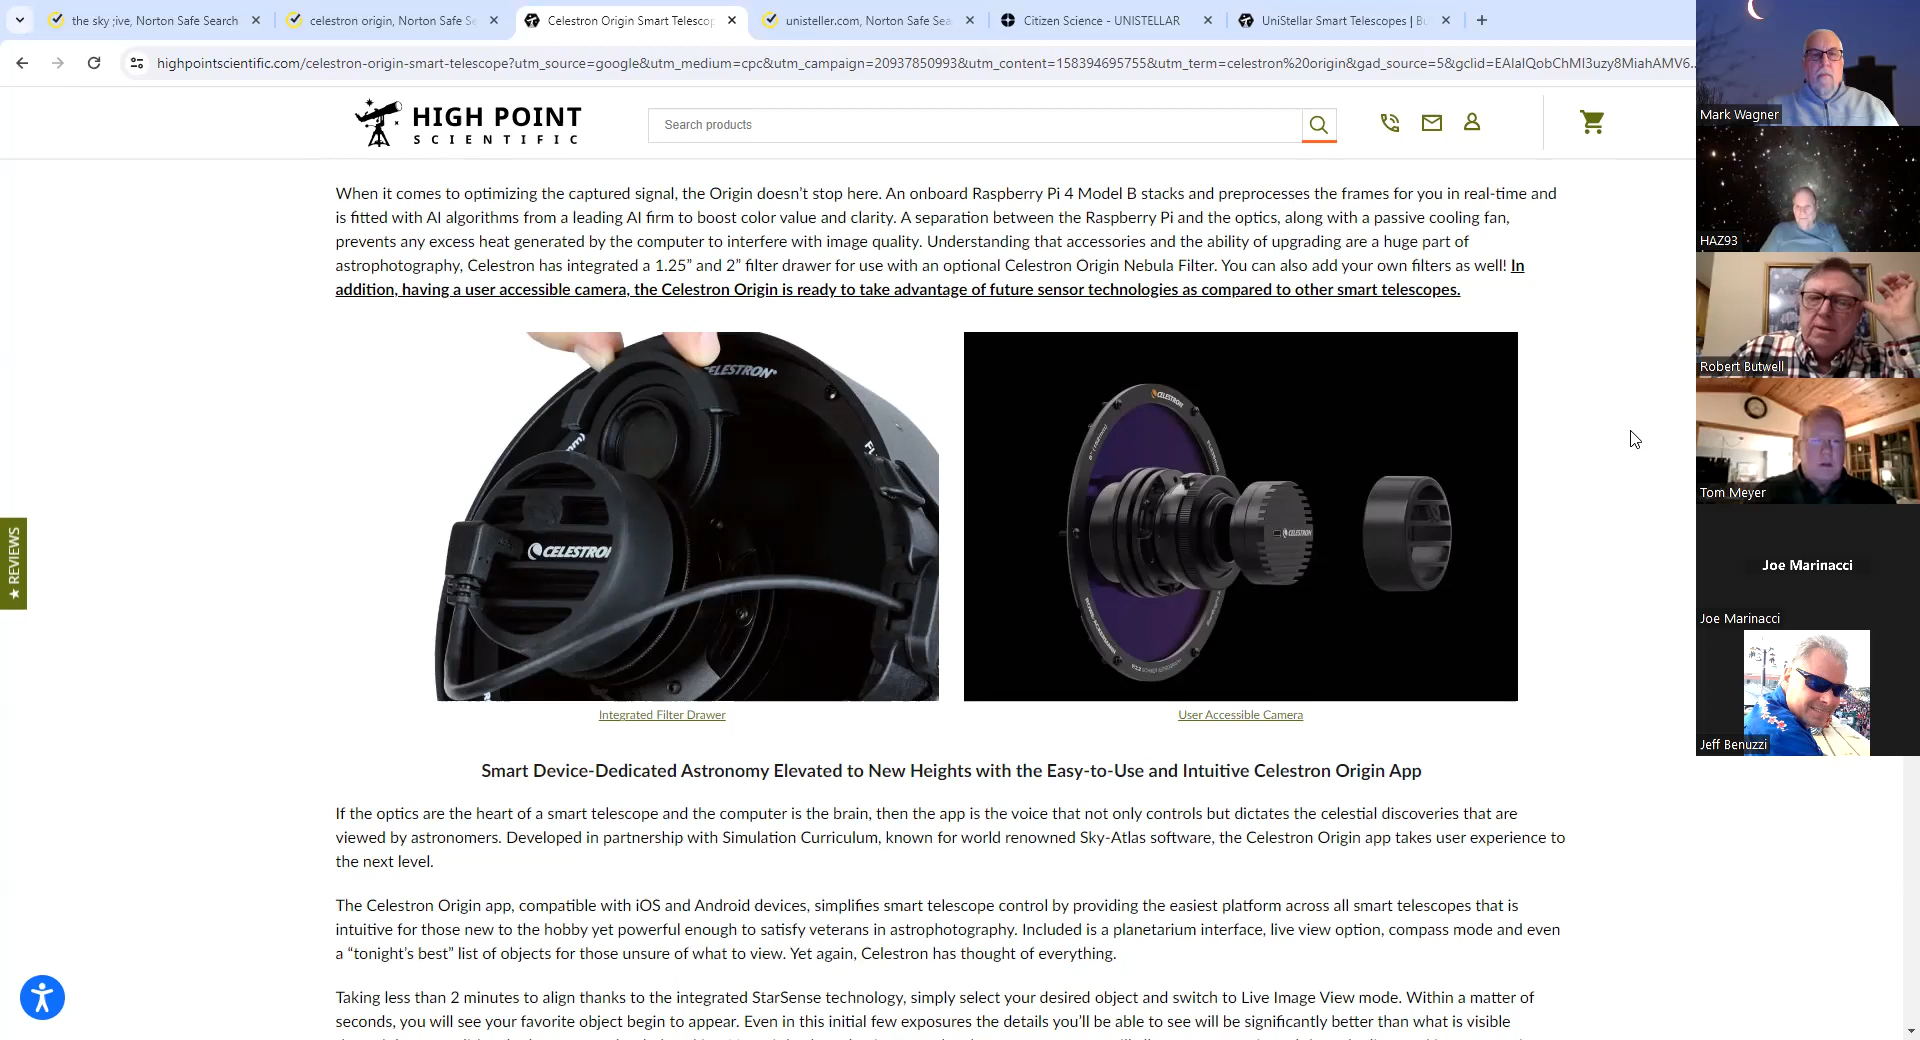 the sky ;ive, Norton Safe Search
celestron origin, Norton Safe Se
Celestron Origin Smart Telescop
unisteller.com, Norton Safe Sea
Citizen Science - UNISTELLAR
UniStellar Smart Telescopes | Bu
highpointscientific.com/celestron-origin-smart-telescope?utm_source=google&utm_medium=cpc&utm_campaign=20937850993&utm_content=158394695755&utm_term=celestron%20origin&gad_source=5&gclid=EAIaIQobChMI3uzy8MiahAMV6...
HIGH POINT
SCIENTIFIC
Search products
When it comes to optimizing the captured signal, the Origin doesn’t stop here. An onboard Raspberry Pi 4 Model B stacks and preprocesses the frames for you in real-time and
is fitted with AI algorithms from a leading AI firm to boost color value and clarity. A separation between the Raspberry Pi and the optics, along with a passive cooling fan,
prevents any excess heat generated by the computer to interfere with image quality. Understanding that accessories and the ability of upgrading are a huge part of
astrophotography, Celestron has integrated a 1.25” and 2” filter drawer for use with an optional Celestron Origin Nebula Filter. You can also add your own filters as well! In
addition, having a user accessible camera, the Celestron Origin is ready to take advantage of future sensor technologies as compared to other smart telescopes.
CELESTRON
CELESTRON
CELESTRON
CELESTRON
Integrated Filter Drawer
User Accessible Camera
★ REVIEWS
Smart Device-Dedicated Astronomy Elevated to New Heights with the Easy-to-Use and Intuitive Celestron Origin App
If the optics are the heart of a smart telescope and the computer is the brain, then the app is the voice that not only controls but dictates the celestial discoveries that are
viewed by astronomers. Developed in partnership with Simulation Curriculum, known for world renowned Sky-Atlas software, the Celestron Origin app takes user experience to
the next level.
The Celestron Origin app, compatible with iOS and Android devices, simplifies smart telescope control by providing the easiest platform across all smart telescopes that is
intuitive for those new to the hobby yet powerful enough to satisfy veterans in astrophotography. Included is a planetarium interface, live view option, compass mode and even
a “tonight’s best” list of objects for those unsure of what to view. Yet again, Celestron has thought of everything.
Taking less than 2 minutes to align thanks to the integrated StarSense technology, simply select your desired object and switch to Live Image View mode. Within a matter of
seconds, you will see your favorite object begin to appear. Even in this initial few exposures the details you’ll be able to see will be significantly better than what is visible
Mark Wagner
HAZ93
Robert Butwell
Tom Meyer
Joe Marinacci
Joe Marinacci
Jeff Benuzzi